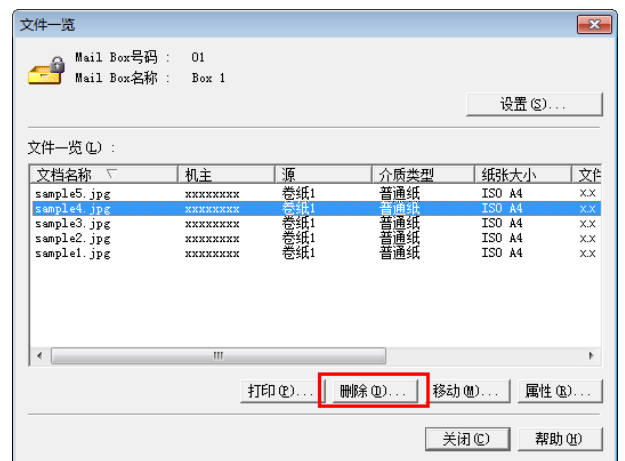 文件一览
Mail Box号码 : 01
Mail Box名称 : Box 1
设置(S)...
文件一览(L) :
文档名称 机主 源 介质类型 纸张大小 文件
sample5.jpg xxxxxxxx 卷纸1 普通纸 ISO A4 x.x
sample4.jpg xxxxxxxx 卷纸1 普通纸 ISO A4 x.x
sample3.jpg xxxxxxxx 卷纸1 普通纸 ISO A4 x.x
sample2.jpg xxxxxxxx 卷纸1 普通纸 ISO A4 x.x
sample1.jpg xxxxxxxx 卷纸1 普通纸 ISO A4 x.x
打印(P)... 删除(D)... 移动(M)... 属性(R)...
关闭(C) 帮助(H)